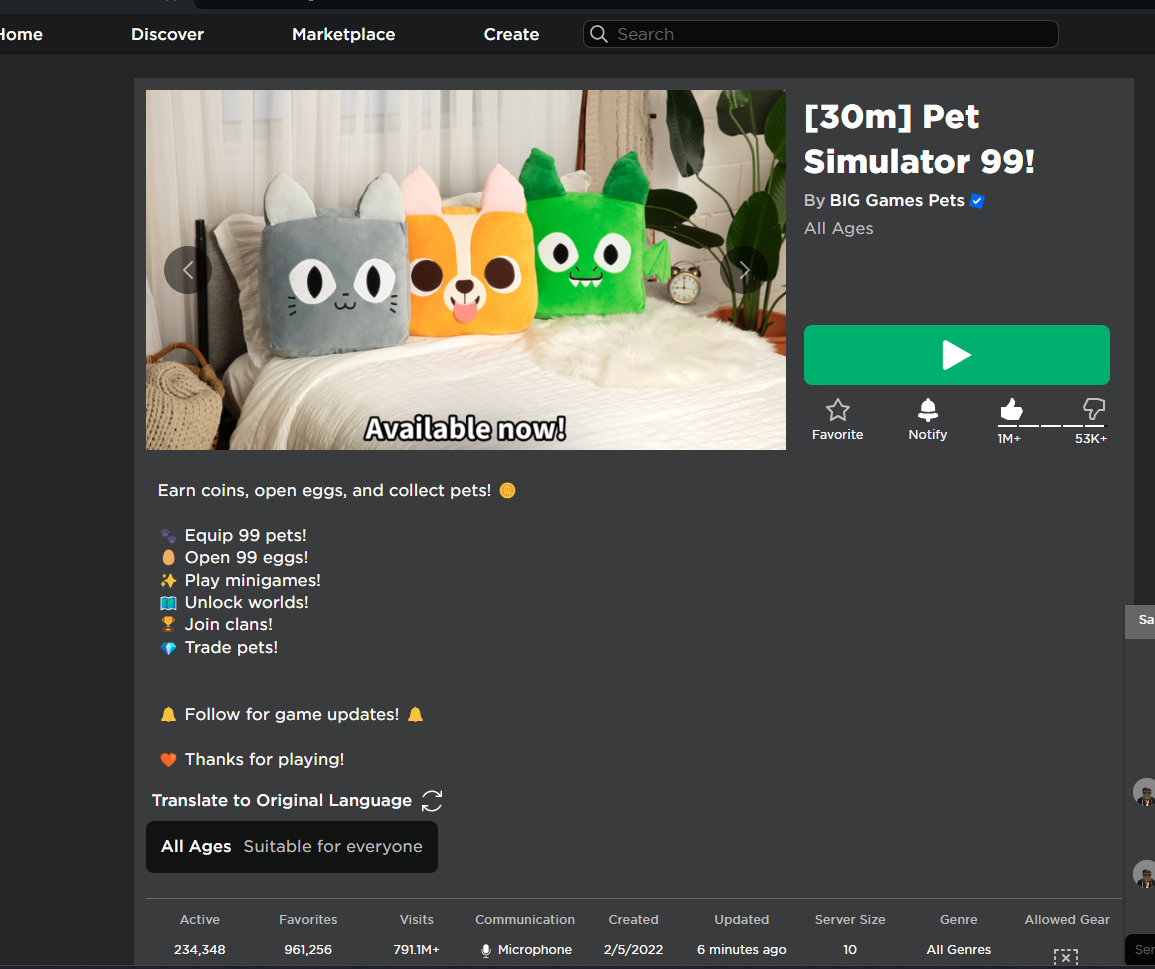 Home Discover Marketplace Create Search
[30m] Pet
Simulator 99!
By BIG Games Pets
All Ages
Favorite Notify 1M+ 53K+
Available now!
Earn coins, open eggs, and collect pets!
Equip 99 pets!
Open 99 eggs!
Play minigames!
Unlock worlds!
Join clans!
Trade pets!
Follow for game updates!
Thanks for playing!
Translate to Original Language
All Ages Suitable for everyone
Active Favorites Visits Communication Created Updated Server Size Genre Allowed Gear
234,348 961,256 791.1M+ Microphone 2/5/2022 6 minutes ago 10 All Genres